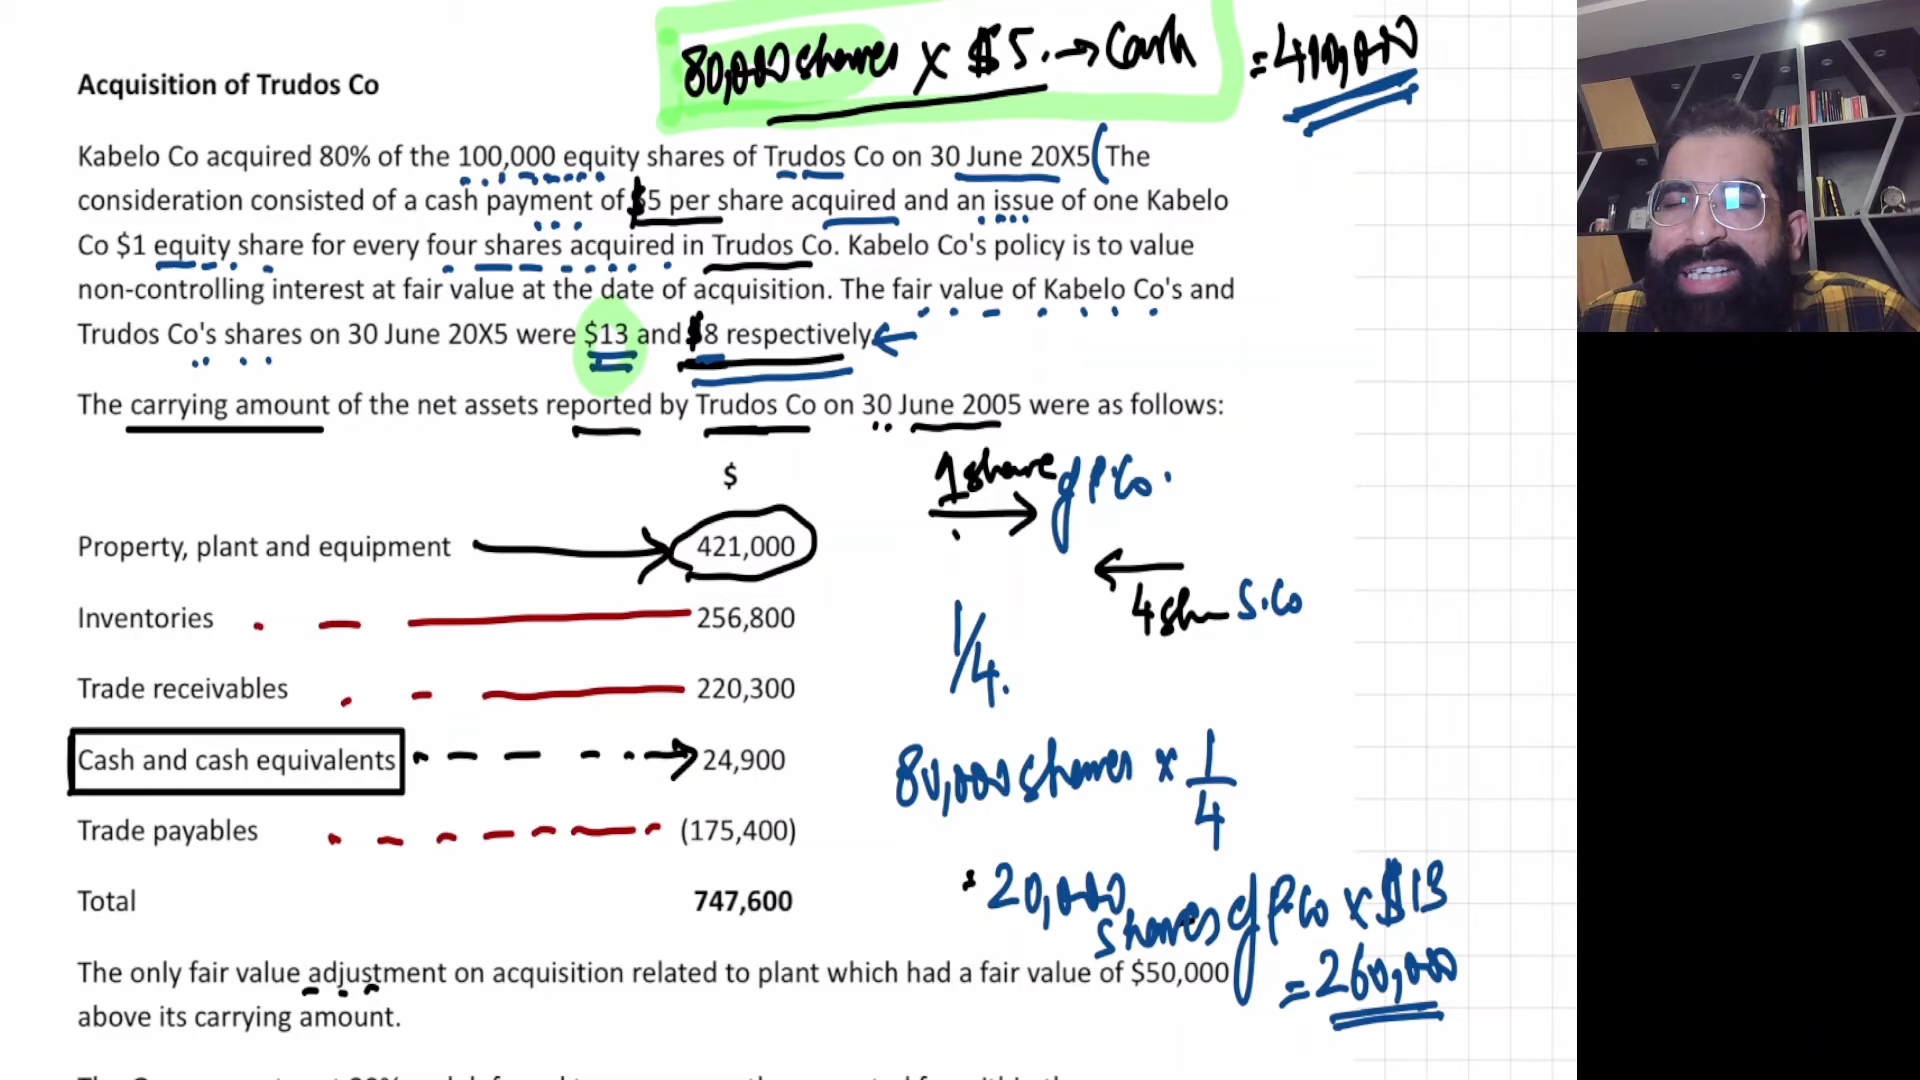 80,000 shares x $5. → Cash = 400,000
Acquisition of Trudos Co
Kabelo Co acquired 80% of the 100,000 equity shares of Trudos Co on 30 June 20X5 (The
consideration consisted of a cash payment of $5 per share acquired and an issue of one Kabelo
Co $1 equity share for every four shares acquired in Trudos Co. Kabelo Co's policy is to value
non-controlling interest at fair value at the date of acquisition. The fair value of Kabelo Co's and
Trudos Co's shares on 30 June 20X5 were $13 and $8 respectively
The carrying amount of the net assets reported by Trudos Co on 30 June 2005 were as follows:
$
1 share of P.Co.
Property, plant and equipment 421,000
4 sh S.Co
Inventories 256,800
1/4.
Trade receivables 220,300
Cash and cash equivalents 24,900
80,000 shares x 1/4
Trade payables (175,400)
= 20,000 shares of P.Co x $13
Total 747,600
= 260,000
The only fair value adjustment on acquisition related to plant which had a fair value of $50,000
above its carrying amount.